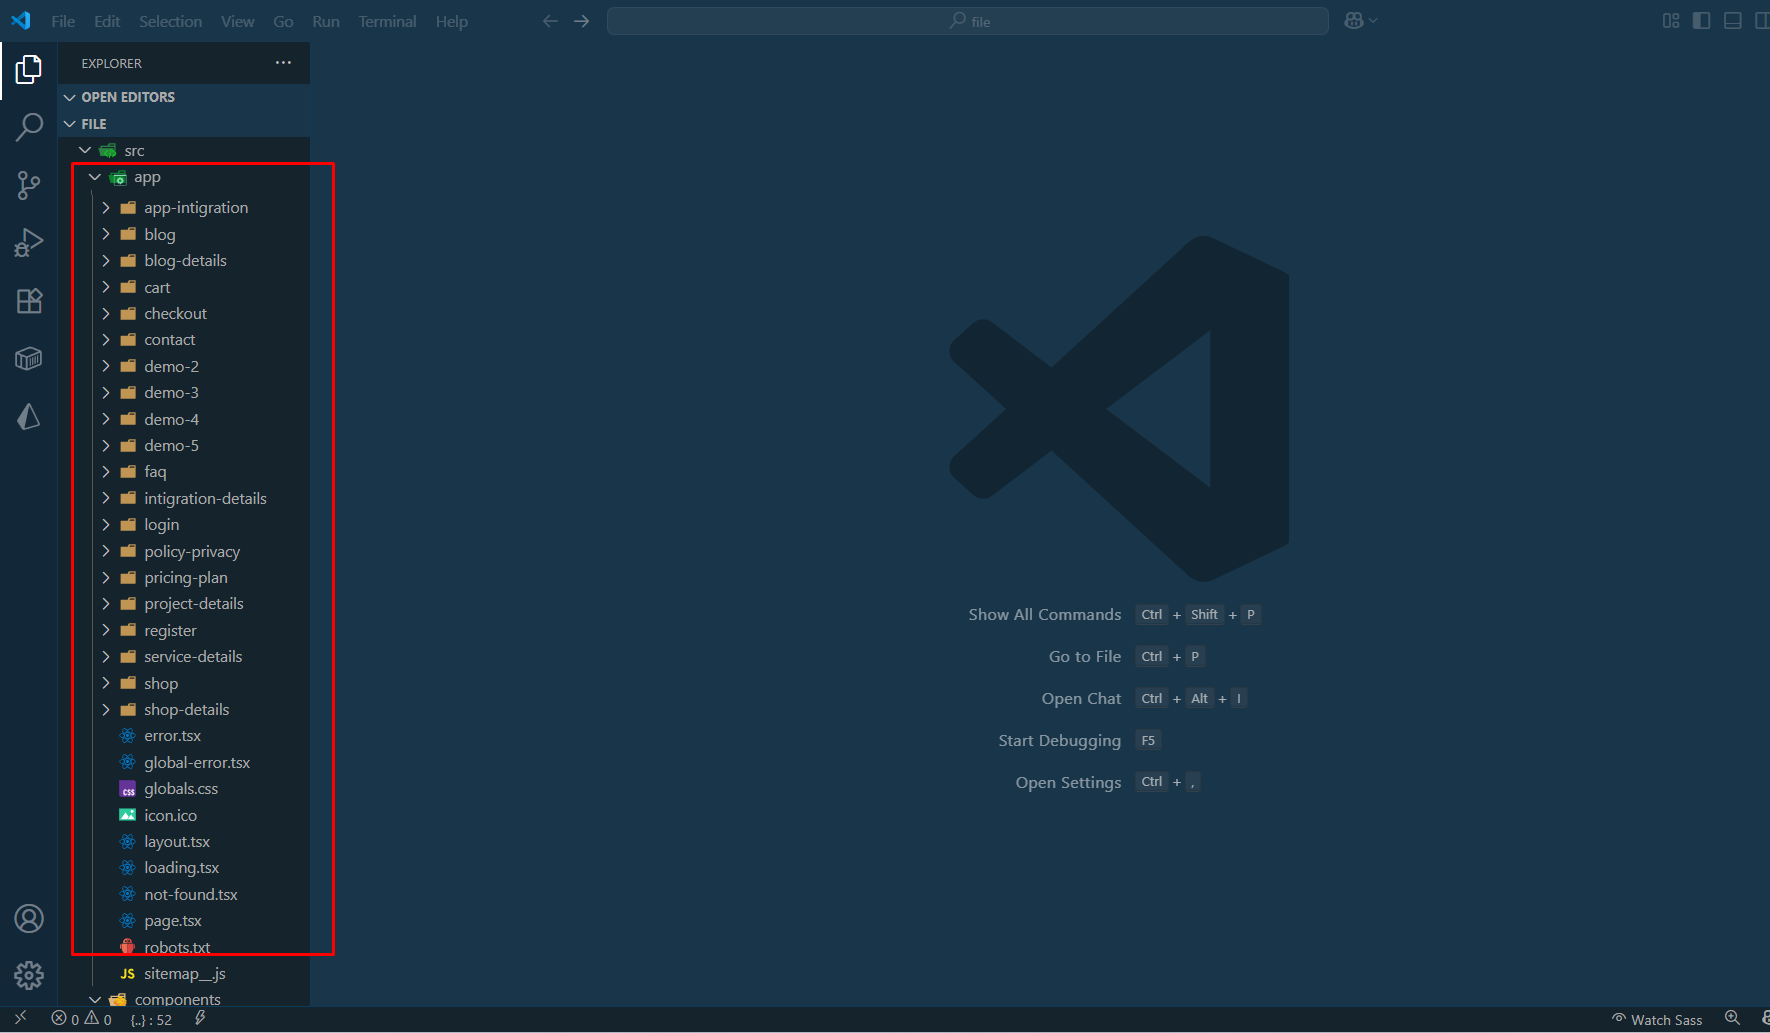 File Edit Selection View Go Run Terminal Help
file
EXPLORER
OPEN EDITORS
FILE
src
app
app-intigration
blog
blog-details
cart
checkout
contact
demo-2
demo-3
demo-4
demo-5
faq
intigration-details
login
policy-privacy
pricing-plan
project-details
register
service-details
shop
shop-details
error.tsx
global-error.tsx
css globals.css
icon.ico
layout.tsx
loading.tsx
not-found.tsx
page.tsx
robots.txt
JS sitemap__.js
components
Show All Commands Ctrl + Shift + P
Go to File Ctrl + P
Open Chat Ctrl + Alt + I
Start Debugging F5
Open Settings Ctrl + ,
0 0 {..} : 52 Watch Sass